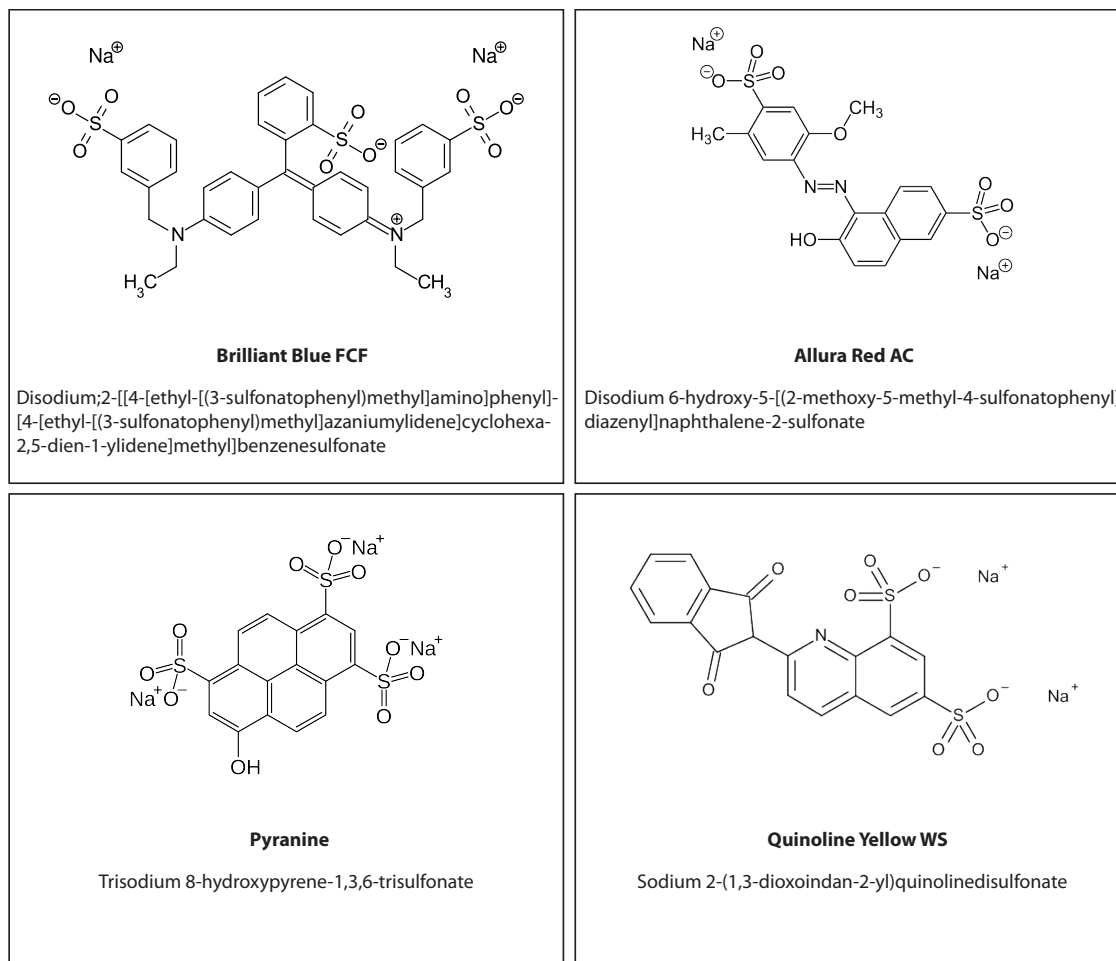 Na⊕
Na⊕
⊖O
O
S
O
O
S
O⊖
O
O
S
O
O⊖
N
N⊕
H₃C
CH₃
Brilliant Blue FCF
Disodium;2-[[4-[ethyl-[(3-sulfonatophenyl)methyl]amino]phenyl]-
[4-[ethyl-[(3-sulfonatophenyl)methyl]azaniumylidene]cyclohexa-
2,5-dien-1-ylidene]methyl]benzenesulfonate
Na⊕
O
⊖O
S
O
CH₃
O
H₃C
N=N
HO
O
S
O
O⊖
Na⊕
Allura Red AC
Disodium 6-hydroxy-5-[(2-methoxy-5-methyl-4-sulfonatophenyl]
diazenyl]naphthalene-2-sulfonate
O⁻Na⁺
O
S
O
O
O
S
Na⁺O⁻
O⁻Na⁺
S
O
O
OH
Pyranine
Trisodium 8-hydroxypyrene-1,3,6-trisulfonate
O
O
O
O⁻
Na⁺
O
S
N
O
O⁻
Na⁺
S
O
O
Quinoline Yellow WS
Sodium 2-(1,3-dioxoindan-2-yl)quinolinedisulfonate